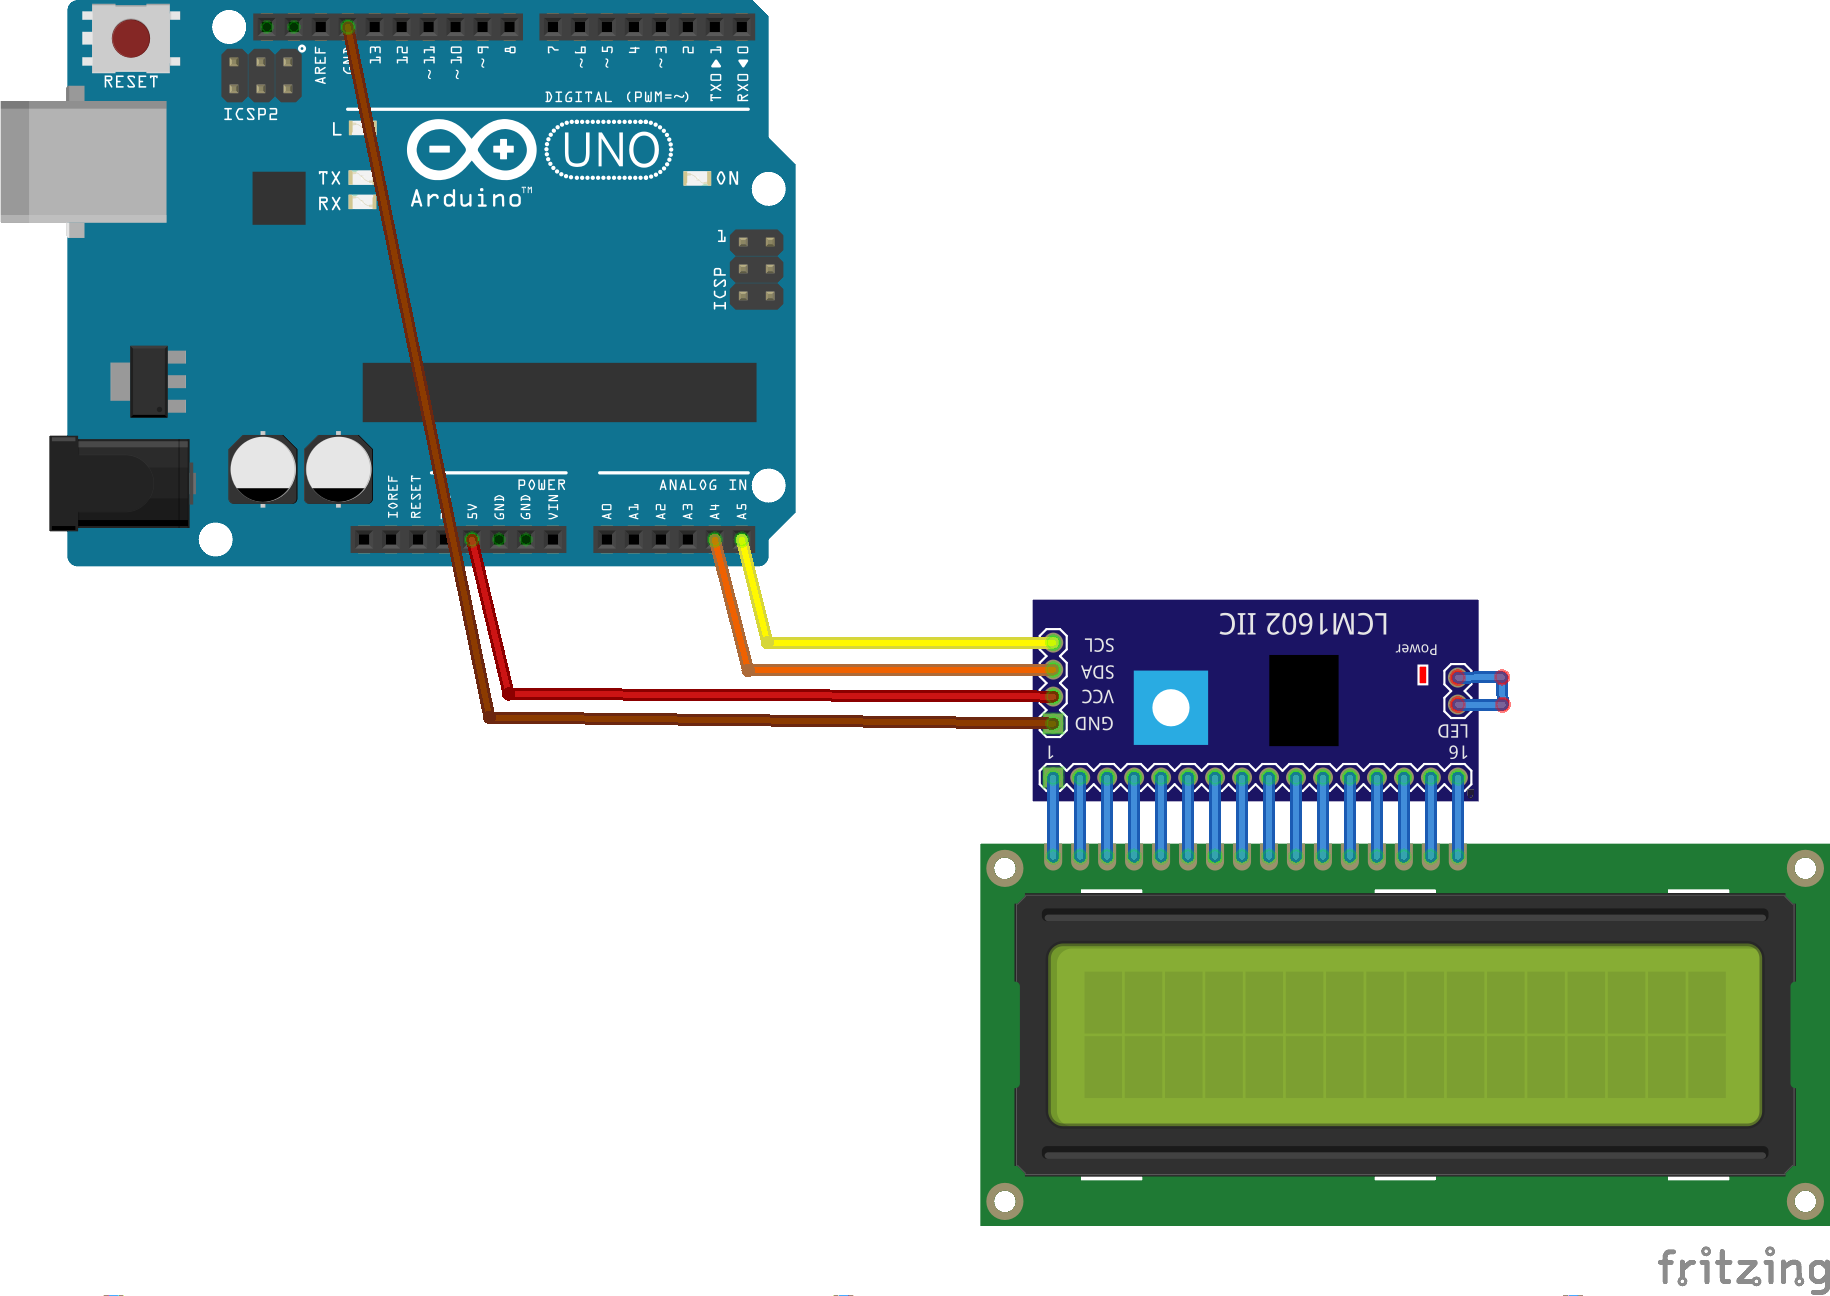 RESET
ICSP2
AREF
13
12
~11
~10
~9
8
7
~6
~5
4
~3
2
TX0 ▶ 1
RX0 ◀ 0
DIGITAL (PWM=~)
L
TX
RX
Arduino™
UNO
ON
1
ICSP
IOREF
RESET
5V
GND
GND
VIN
POWER
A0
A1
A2
A3
A4
A5
ANALOG IN
LCM1602 IIC
SCL
SDA
VCC
GND
Power
LED
1
16
fritzing